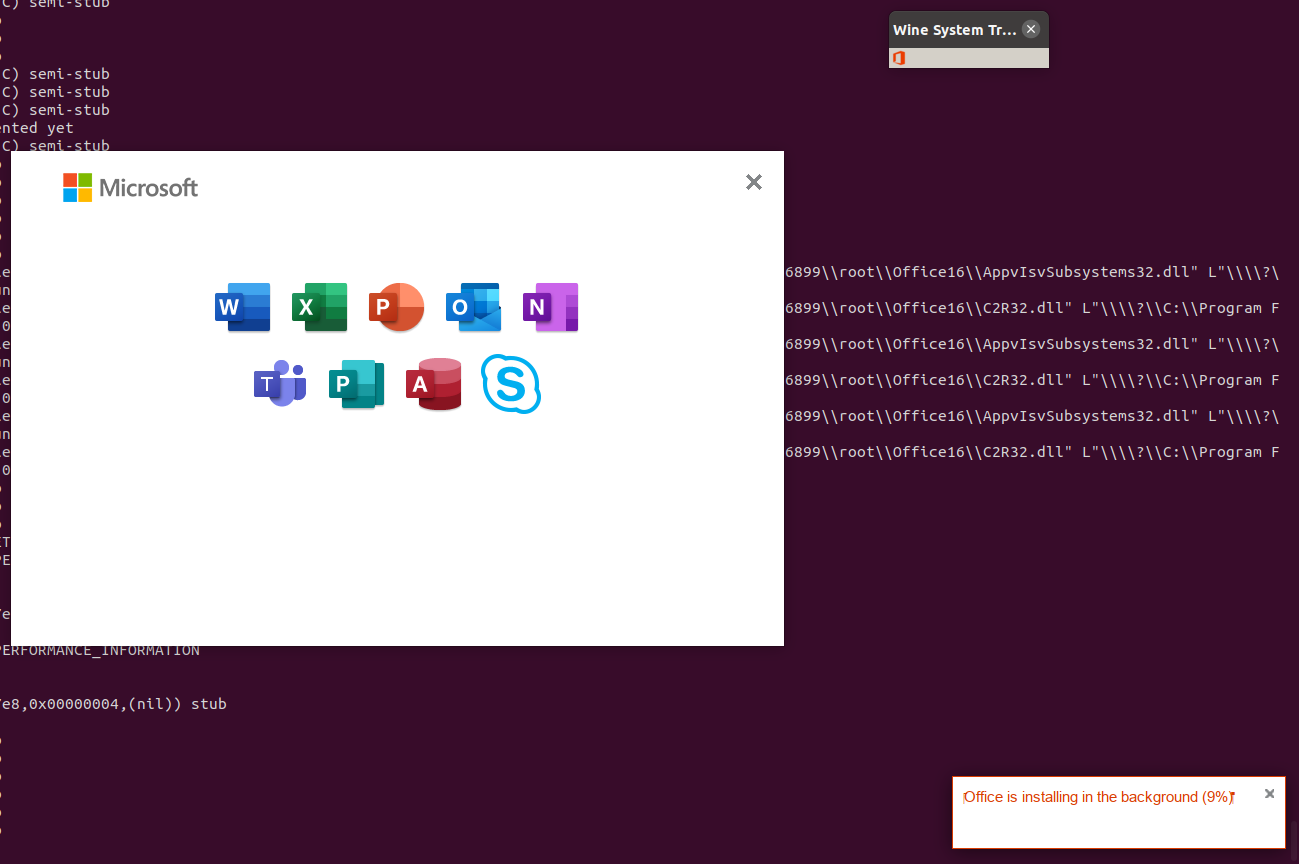 C) semi-stub
Wine System Tr...
C) semi-stub
C) semi-stub
C) semi-stub
ented yet
C) semi-stub
Microsoft
6899\\root\\Office16\\AppvIsvSubsystems32.dll" L"\\\\?\
W X P O N
6899\\root\\Office16\\C2R32.dll" L"\\\\?\\C:\\Program F
6899\\root\\Office16\\AppvIsvSubsystems32.dll" L"\\\\?\
T P A S
6899\\root\\Office16\\C2R32.dll" L"\\\\?\\C:\\Program F
6899\\root\\Office16\\AppvIsvSubsystems32.dll" L"\\\\?\
6899\\root\\Office16\\C2R32.dll" L"\\\\?\\C:\\Program F
PERFORMANCE_INFORMATION
e8,0x00000004,(nil)) stub
Office is installing in the background (9%)